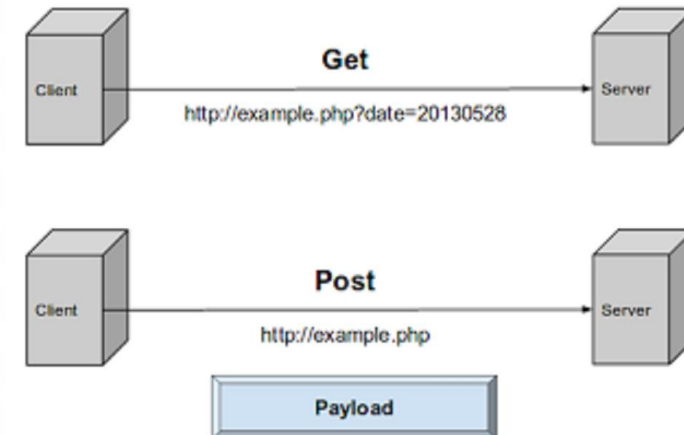 Get
Client
Server
http://example.php?date=20130528
Post
Client
Server
http://example.php
Payload